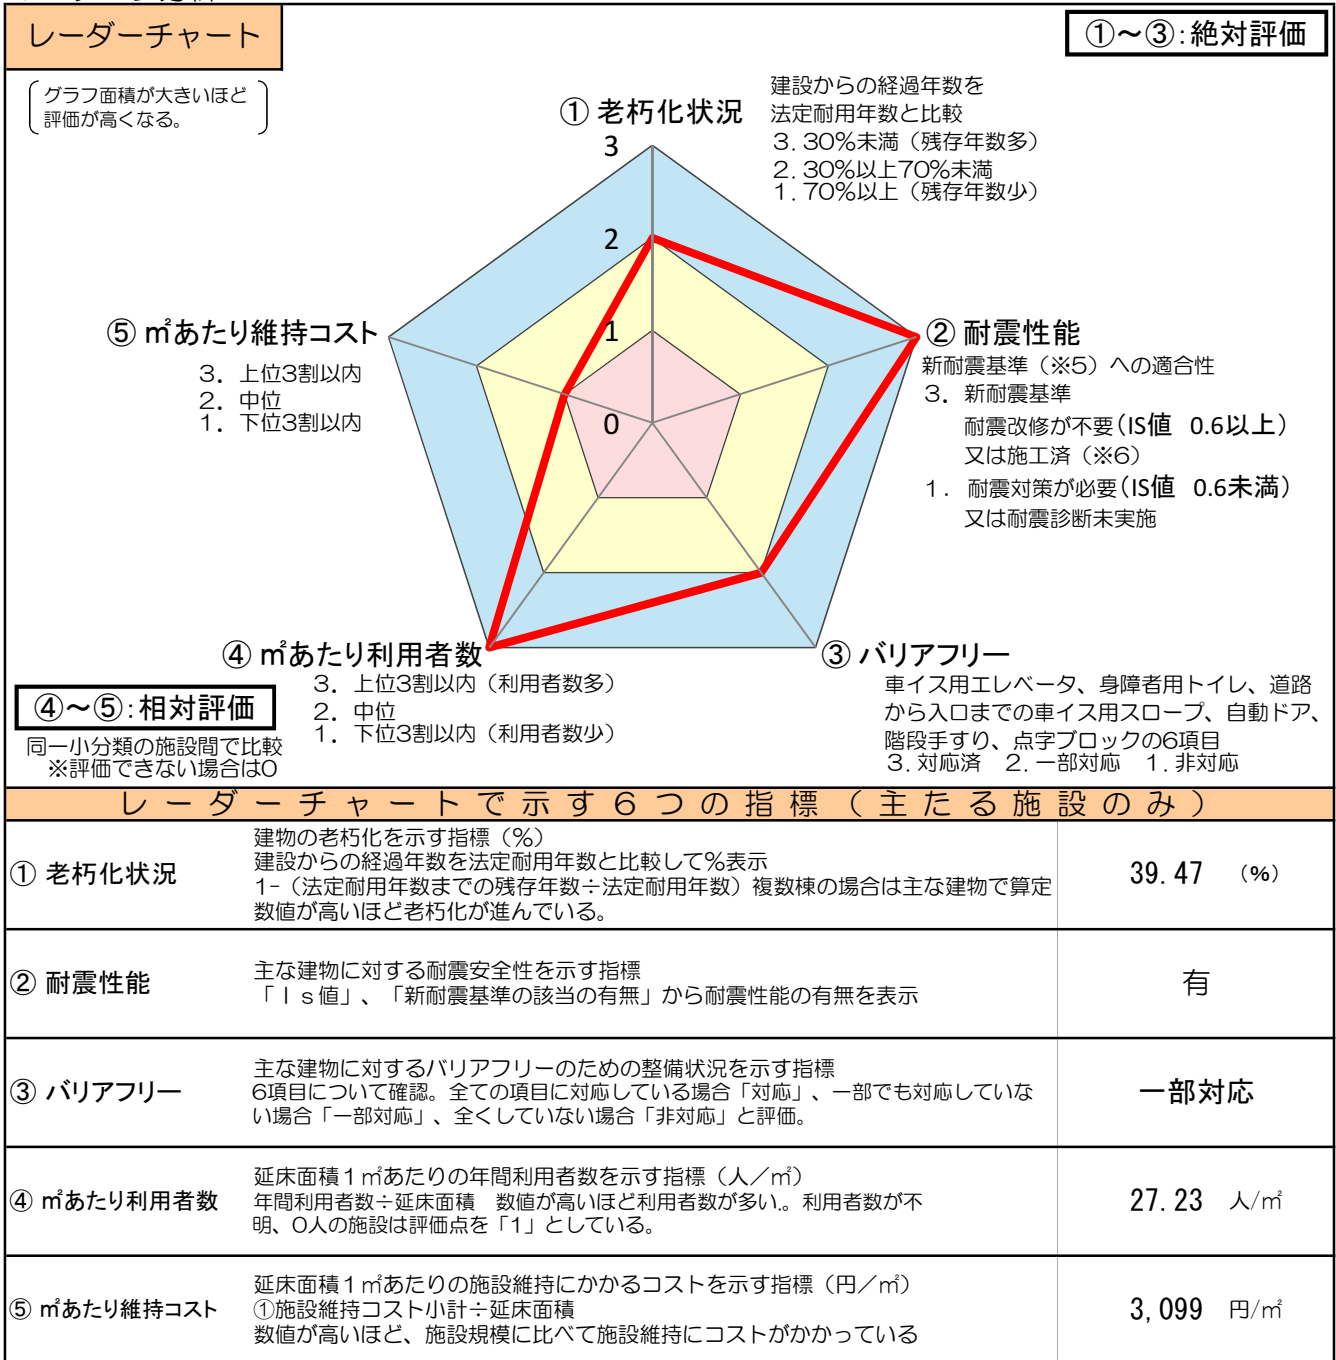 レーダーチャート
①～③:絶対評価
グラフ面積が大きいほど
評価が高くなる。
① 老朽化状況
建設からの経過年数を
法定耐用年数と比較
3. 30%未満（残存年数多）
2. 30%以上70%未満
1. 70%以上（残存年数少）
3
2
1
0
② 耐震性能
新耐震基準（※5）への適合性
3. 新耐震基準
耐震改修が不要（IS値 0.6以上）
又は施工済（※6）
1. 耐震対策が必要（IS値 0.6未満）
又は耐震診断未実施
⑤ ㎡あたり維持コスト
3. 上位3割以内
2. 中位
1. 下位3割以内
③ バリアフリー
車イス用エレベータ、身障者用トイレ、道路
から入口までの車イス用スロープ、自動ドア、
階段手すり、点字ブロックの6項目
3. 対応済 2. 一部対応 1. 非対応
④ ㎡あたり利用者数
3. 上位3割以内（利用者数多）
2. 中位
1. 下位3割以内（利用者数少）
④～⑤:相対評価
同一小分類の施設間で比較
※評価できない場合は0
レーダーチャートで示す６つの指標（主たる施設のみ）
① 老朽化状況
建物の老朽化を示す指標（%）
建設からの経過年数を法定耐用年数と比較して%表示
1-（法定耐用年数までの残存年数÷法定耐用年数）複数棟の場合は主な建物で算定
数値が高いほど老朽化が進んでいる。
39.47 （%）
② 耐震性能
主な建物に対する耐震安全性を示す指標
「Ｉｓ値」、「新耐震基準の該当の有無」から耐震性能の有無を表示
有
③ バリアフリー
主な建物に対するバリアフリーのための整備状況を示す指標
6項目について確認。全ての項目に対応している場合「対応」、一部でも対応していな
い場合「一部対応」、全くしていない場合「非対応」と評価。
一部対応
④ ㎡あたり利用者数
延床面積１㎡あたりの年間利用者数を示す指標（人／㎡）
年間利用者数÷延床面積 数値が高いほど利用者数が多い。利用者数が不
明、0人の施設は評価点を「1」としている。
27.23 人/㎡
⑤ ㎡あたり維持コスト
延床面積１㎡あたりの施設維持にかかるコストを示す指標（円／㎡）
①施設維持コスト小計÷延床面積
数値が高いほど、施設規模に比べて施設維持にコストがかかっている
3,099 円/㎡